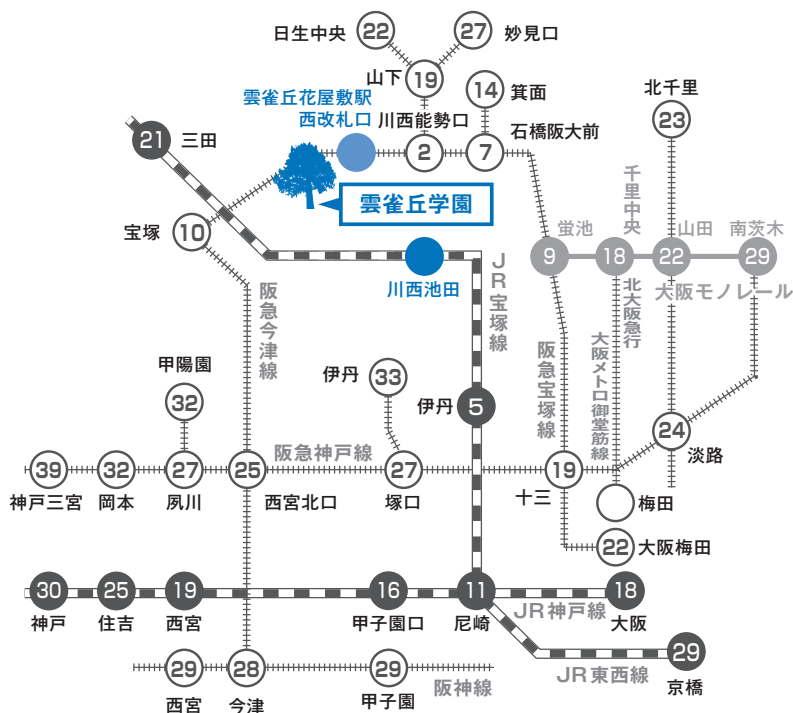 日生中央
22
27
妙見口
山下
19
14
箕面
北千里
23
雲雀丘花屋敷駅
西改札口
川西能勢口
石橋阪大前
21
三田
2
7
雲雀丘学園
宝塚
10
蛍池
千里中央
山田
南茨木
9
18
22
29
大阪モノレール
川西池田
JR宝塚線
阪急今津線
北大阪急行
大阪メトロ御堂筋線
阪急宝塚線
甲陽園
32
伊丹
33
伊丹
5
24
淡路
阪急神戸線
39
32
27
25
27
19
神戸三宮
岡本
夙川
西宮北口
塚口
十三
梅田
22
大阪梅田
30
25
19
16
11
18
神戸
住吉
西宮
甲子園口
尼崎
JR神戸線
大阪
29
28
29
阪神線
JR東西線
29
京橋
西宮
今津
甲子園